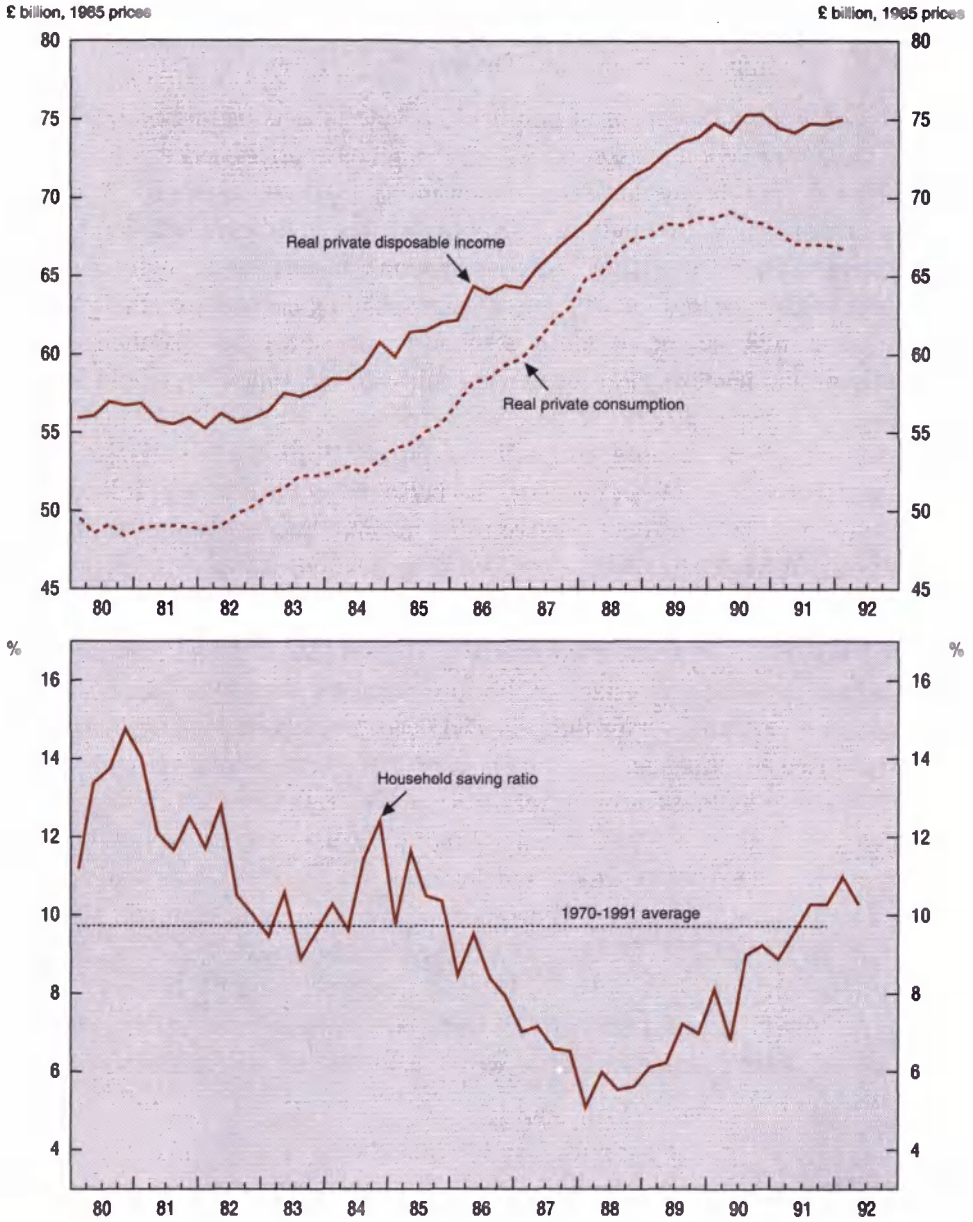 £ billion, 1985 prices £ billion, 1985 prices
80 80
75 75
70 70
Real private disposable income
65 65
60 60
Real private consumption
55 55
50 50
45 45
80 81 82 83 84 85 86 87 88 89 90 91 92
% %
16 16
14 14
Household saving ratio
12 12
1970-1991 average
10 10
8 8
6 6
4 4
80 81 82 83 84 85 86 87 88 89 90 91 92